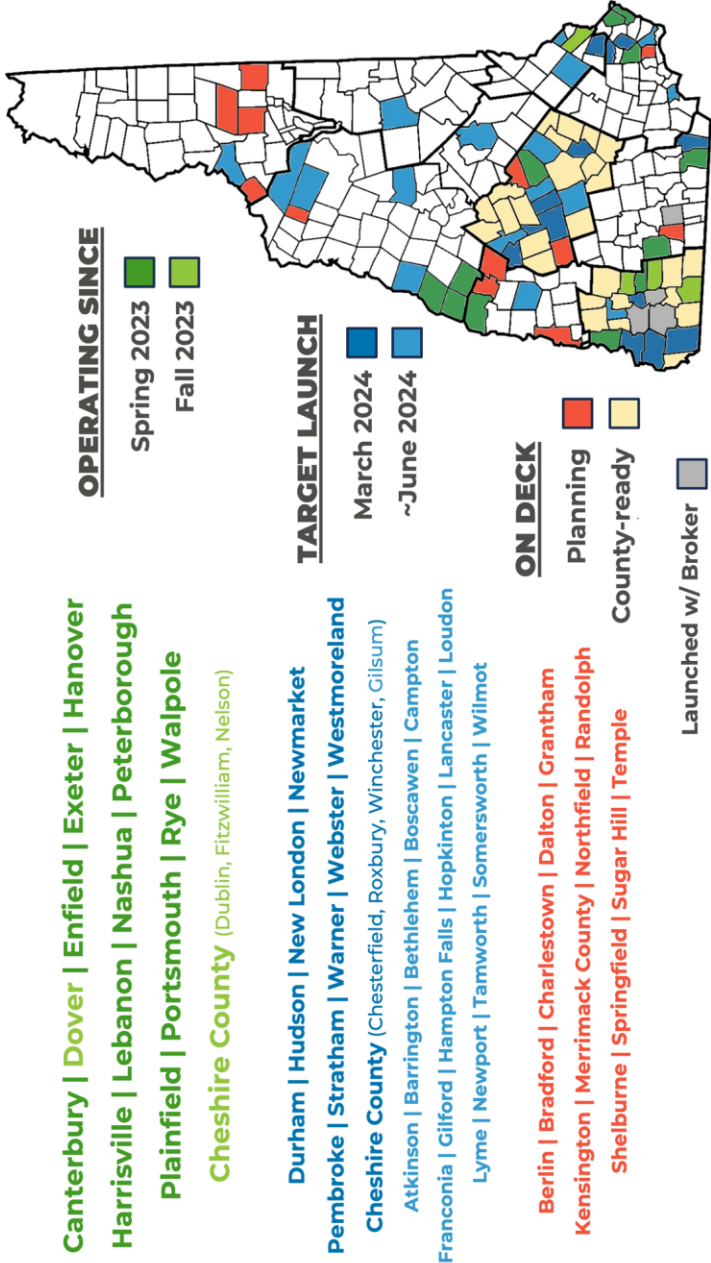 Canterbury | Dover | Enfield | Exeter | Hanover
Harrisville | Lebanon | Nashua | Peterborough
Plainfield | Portsmouth | Rye | Walpole
Cheshire County (Dublin, Fitzwilliam, Nelson)
Durham | Hudson | New London | Newmarket
Pembroke | Stratham | Warner | Webster | Westmoreland
Cheshire County (Chesterfield, Roxbury, Winchester, Gilsum)
Atkinson | Barrington | Bethlehem | Boscawen | Campton
Franconia | Gilford | Hampton Falls | Hopkinton | Lancaster | Loudon
Lyme | Newport | Tamworth | Somersworth | Wilmot
Berlin | Bradford | Charlestown | Dalton | Grantham
Kensington | Merrimack County | Northfield | Randolph
Shelburne | Springfield | Sugar Hill | Temple
OPERATING SINCE
Spring 2023
Fall 2023
TARGET LAUNCH
March 2024
~June 2024
ON DECK
Planning
County-ready
Launched w/ Broker